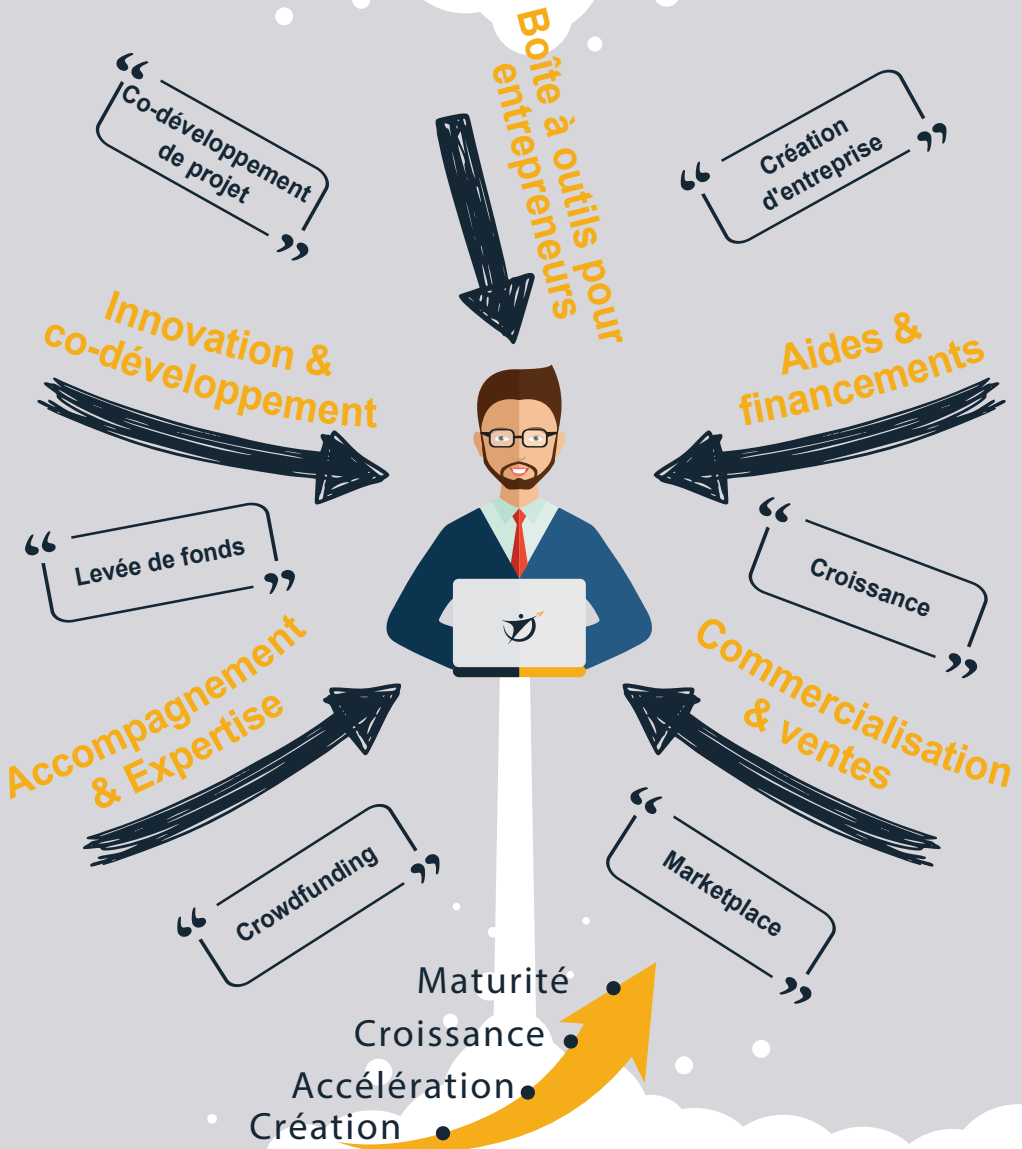 Boîte à outils pour
entrepreneurs
Co-développement
de projet
Création
d'entreprise
Innovation &
co-développement
Aides &
financements
Levée de fonds
Croissance
Accompagnement
& Expertise
Commercialisation
& ventes
Crowdfunding
Marketplace
Maturité
Croissance
Accélération
Création